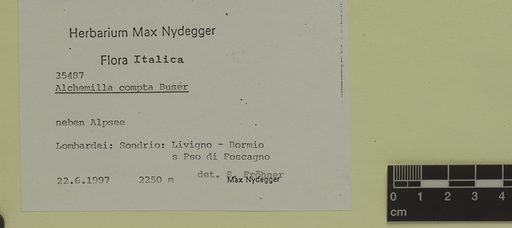 Herbarium Max Nydegger
Flora Italica
35487
Alchemilla compta Buser
neben Alpsee
Lombardei: Sondrio: Livigno - Bormio
s Pso di Foscagno
det. S. Fröhner
22.6.1997 2250 m Max Nydegger
0 1 2 3 4
cm